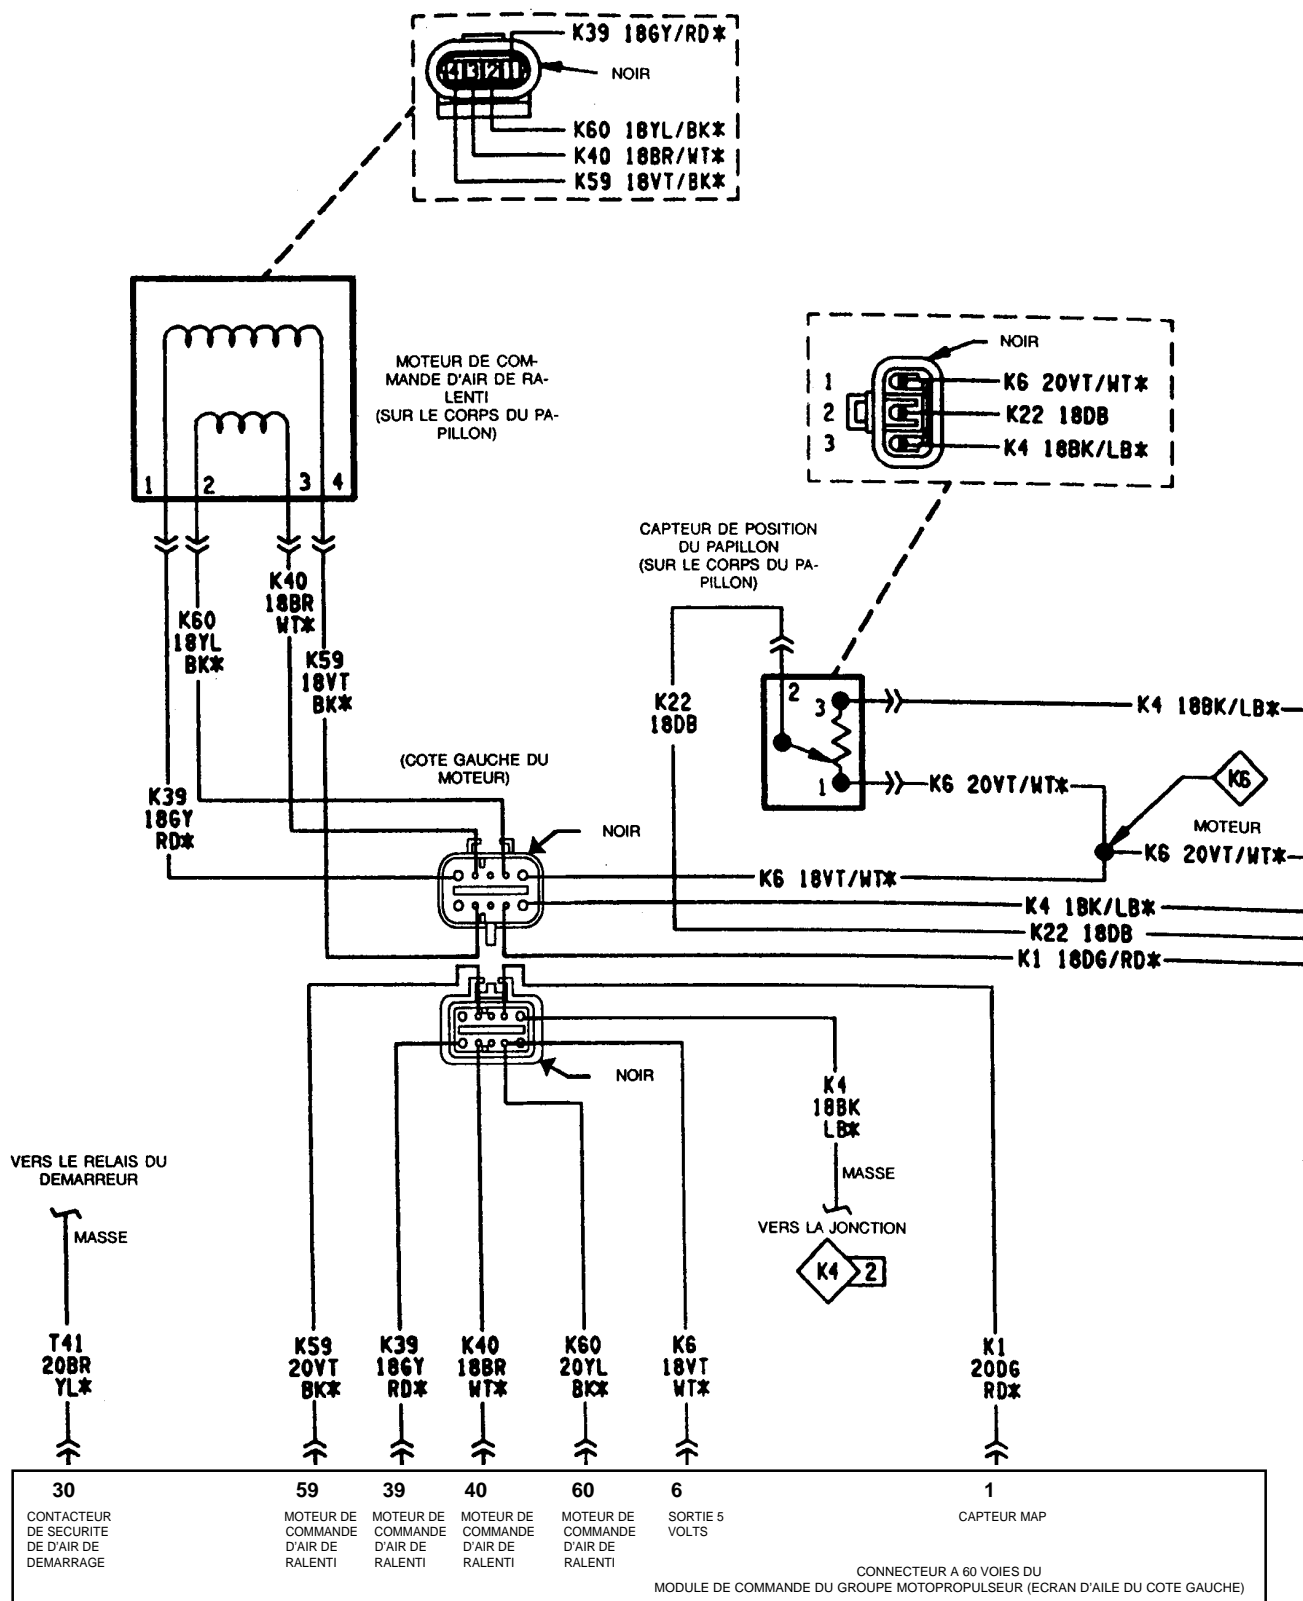 K39 18GY/RD*
NOIR
4 3 2 1
K60 18YL/BK*
K40 18BR/WT*
K59 18VT/BK*
MOTEUR DE COM-
MANDE D'AIR DE RA-
LENTI
(SUR LE CORPS DU PA-
PILLON)
1 2 3 4
NOIR
1 K6 20VT/WT*
2 K22 18DB
3 K4 18BK/LB*
CAPTEUR DE POSITION
DU PAPILLON
(SUR LE CORPS DU PA-
PILLON)
K40
18BR
WT*
K60
18YL
BK*
K59
18VT
BK*
K22
18DB
2
3
1
K4 18BK/LB*
K6 20VT/WT*
K6
MOTEUR
K6 20VT/WT*
(COTE GAUCHE DU
MOTEUR)
K39
18GY
RD*
NOIR
K6 18VT/WT*
K4 18K/LB*
K22 18DB
K1 18DG/RD*
NOIR
K4
18BK
LB*
MASSE
VERS LA JONCTION
K4 2
VERS LE RELAIS DU
DEMARREUR
MASSE
T41
20BR
YL*
K59
20VT
BK*
K39
18GY
RD*
K40
18BR
WT*
K60
20YL
BK*
K6
18VT
WT*
K1
20DG
RD*
30 59 39 40 60 6 1
CONTACTEUR
DE SECURITE
DE D'AIR DE
DEMARRAGE
MOTEUR DE
COMMANDE
D'AIR DE
RALENTI
MOTEUR DE
COMMANDE
D'AIR DE
RALENTI
MOTEUR DE
COMMANDE
D'AIR DE
RALENTI
MOTEUR DE
COMMANDE
D'AIR DE
RALENTI
SORTIE 5
VOLTS
CAPTEUR MAP
CONNECTEUR A 60 VOIES DU
MODULE DE COMMANDE DU GROUPE MOTOPROPULSEUR (ECRAN D'AILE DU COTE GAUCHE)